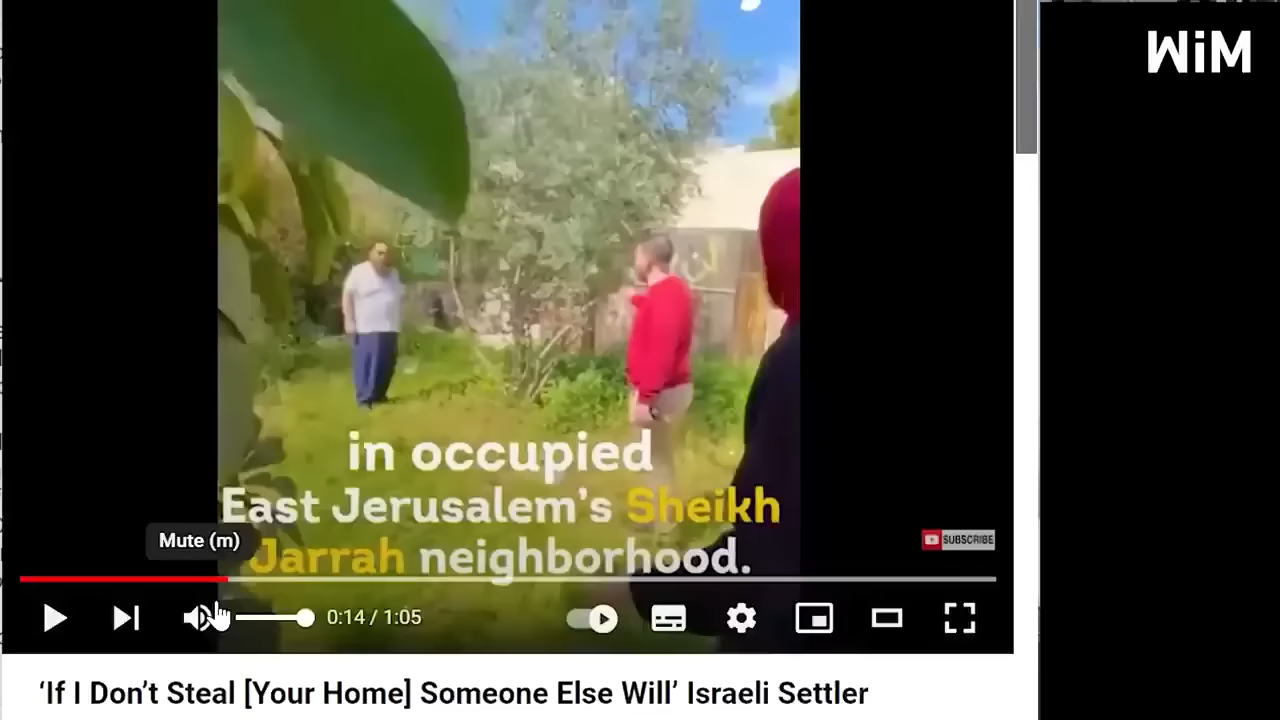 WiM
in occupied
East Jerusalem's Sheikh
Jarrah neighborhood.
Mute (m)
SUBSCRIBE
0:14 / 1:05
‘If I Don’t Steal [Your Home] Someone Else Will’ Israeli Settler